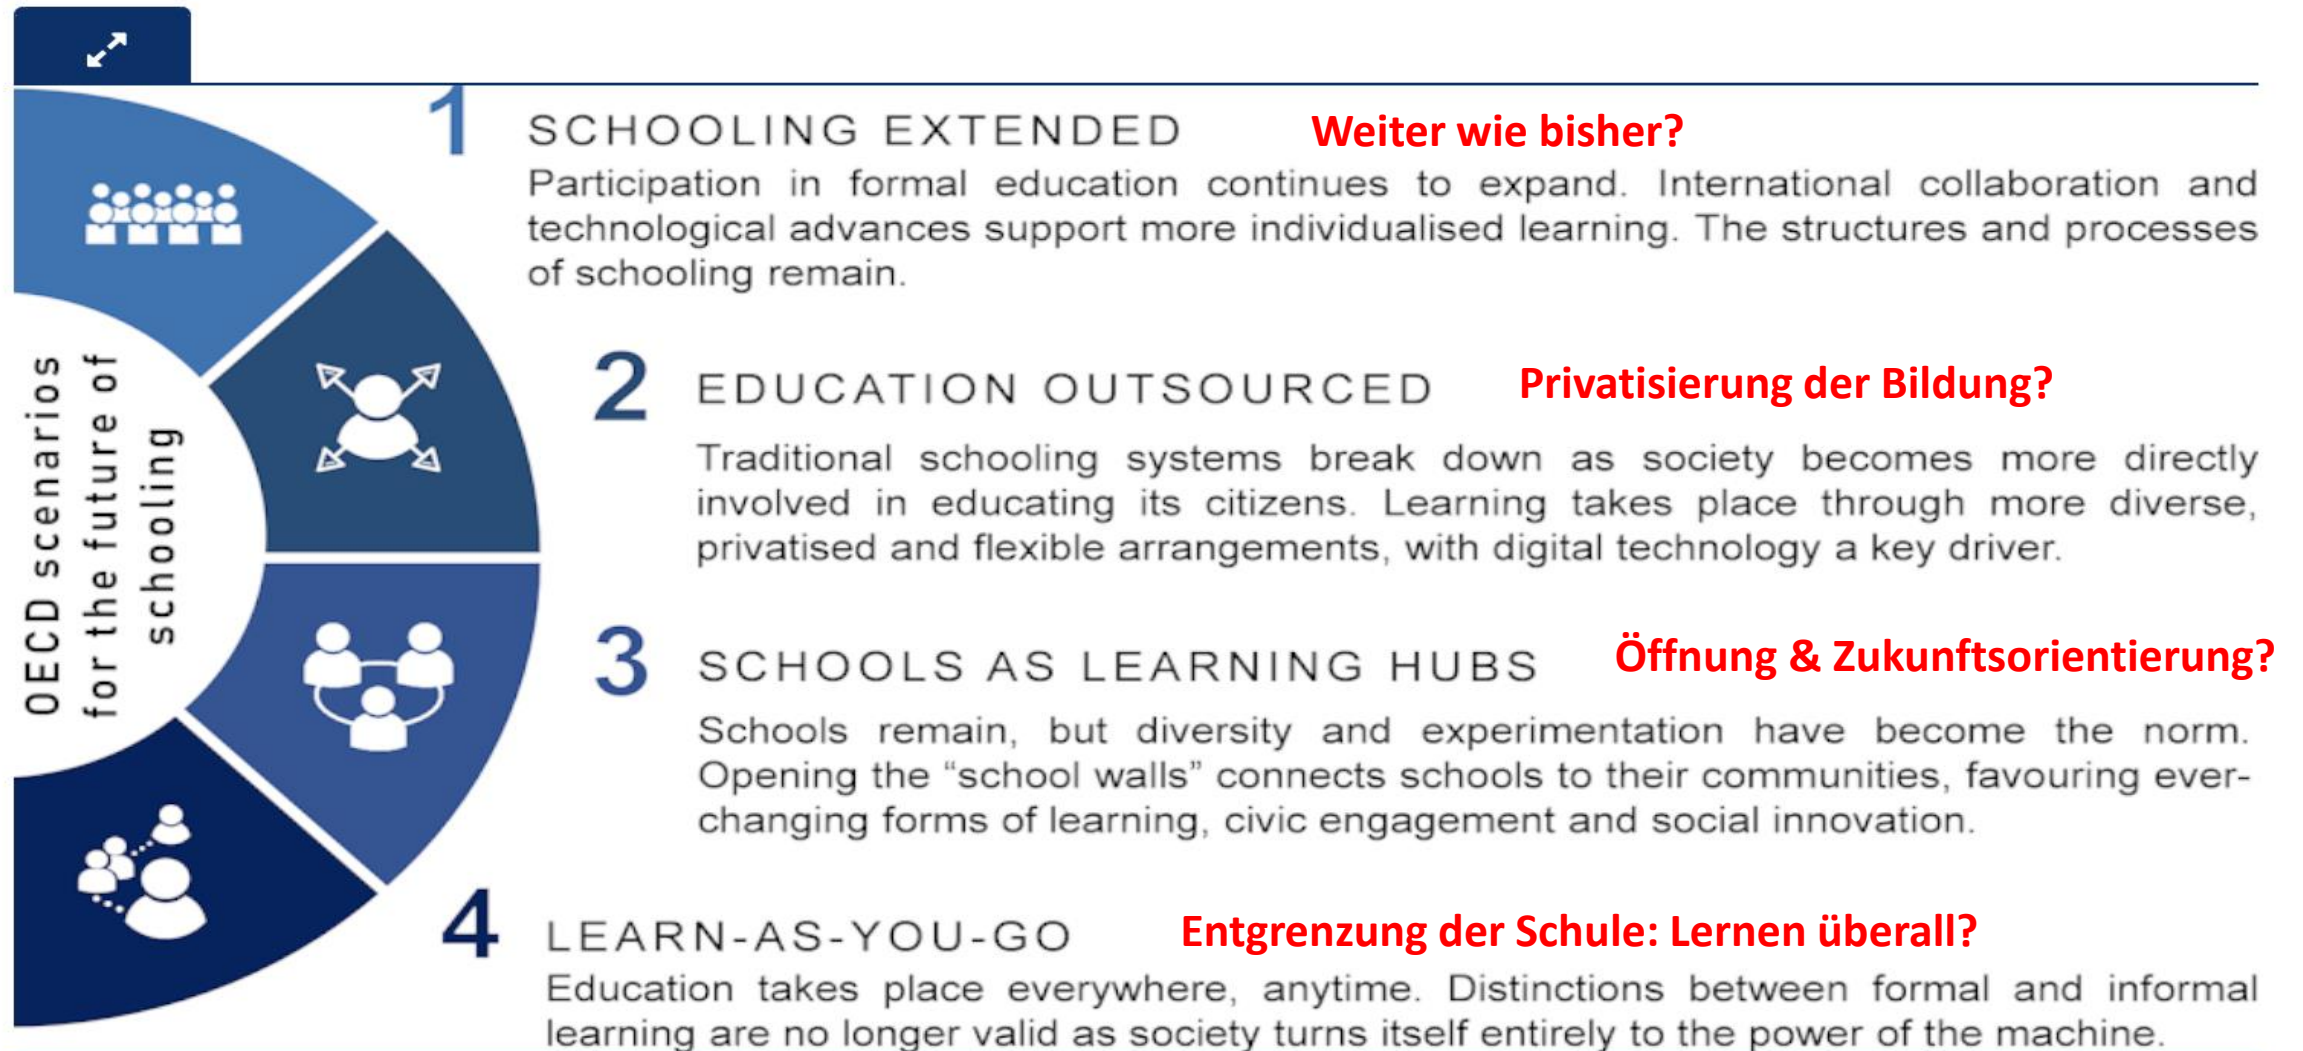 OECD scenarios
for the future of
schooling
1
SCHOOLING EXTENDED
Weiter wie bisher?
Participation in formal education continues to expand. International collaboration and
technological advances support more individualised learning. The structures and processes
of schooling remain.
2
EDUCATION OUTSOURCED
Privatisierung der Bildung?
Traditional schooling systems break down as society becomes more directly
involved in educating its citizens. Learning takes place through more diverse,
privatised and flexible arrangements, with digital technology a key driver.
3
SCHOOLS AS LEARNING HUBS
Öffnung & Zukunftsorientierung?
Schools remain, but diversity and experimentation have become the norm.
Opening the “school walls” connects schools to their communities, favouring ever-
changing forms of learning, civic engagement and social innovation.
4
LEARN-AS-YOU-GO
Entgrenzung der Schule: Lernen überall?
Education takes place everywhere, anytime. Distinctions between formal and informal
learning are no longer valid as society turns itself entirely to the power of the machine.